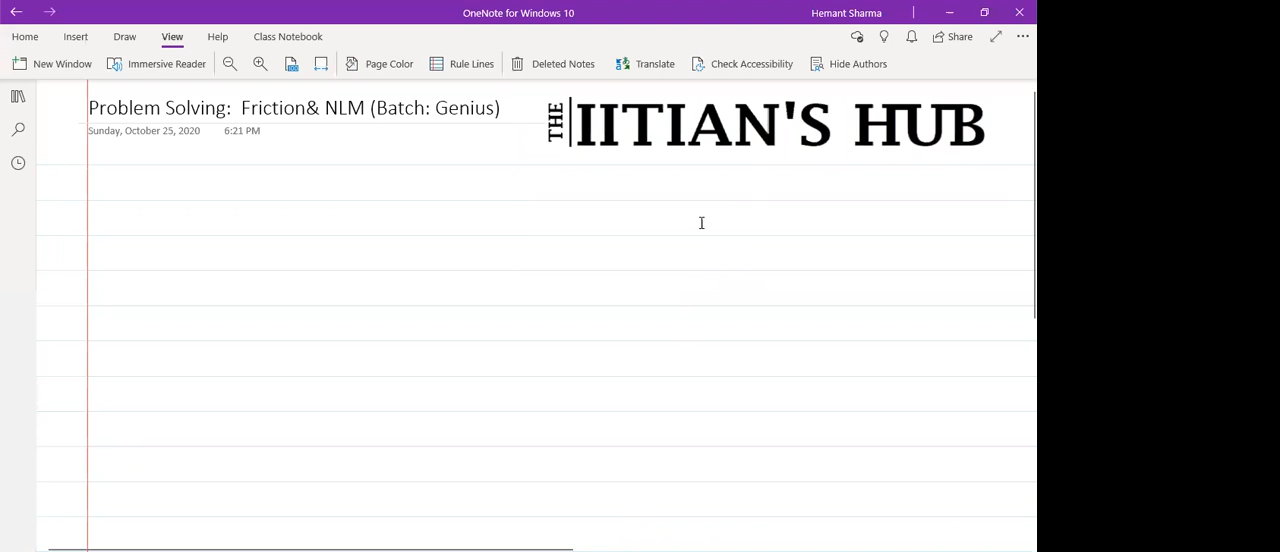 OneNote for Windows 10
Hemant Sharma
Home Insert Draw View Help Class Notebook
Share
New Window Immersive Reader Page Color Rule Lines Deleted Notes Translate Check Accessibility Hide Authors
Problem Solving:  Friction& NLM (Batch: Genius)
THE IITIAN'S HUB
Sunday, October 25, 2020 6:21 PM